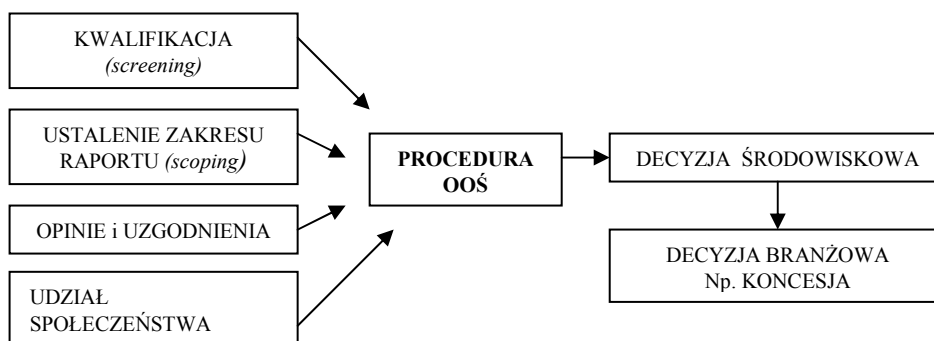 KWALIFIKACJA
(screening)
USTALENIE ZAKRESU
RAPORTU (scoping)
OPINIE i UZGODNIENIA
UDZIAŁ
SPOŁECZEŃSTWA
PROCEDURA
OOŚ
DECYZJA ŚRODOWISKOWA
DECYZJA BRANŻOWA
Np. KONCESJA